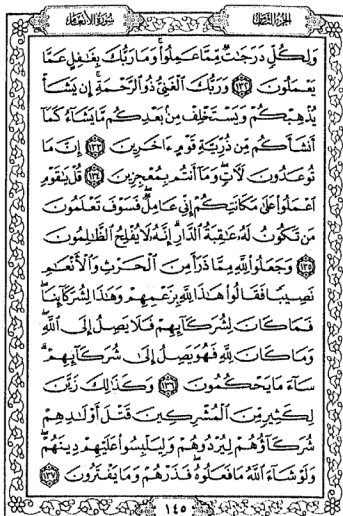 الجزء الثامن سورة الأنعام
وَلِكُلٍّ دَرَجَٰتٌ مِّمَّا عَمِلُواْ وَمَا رَبُّكَ بِغَٰفِلٍ عَمَّا
يَعْمَلُونَ ١٣٢ وَرَبُّكَ ٱلْغَنِىُّ ذُو ٱلرَّحْمَةِ إِن يَشَأْ
يُذْهِبْكُمْ وَيَسْتَخْلِفْ مِنۢ بَعْدِكُم مَّا يَشَآءُ كَمَآ
أَنشَأَكُم مِّن ذُرِّيَّةِ قَوْمٍ ءَاخَرِينَ ١٣٣ إِنَّ مَا
تُوعَدُونَ لَءَاتٍ وَمَآ أَنتُم بِمُعْجِزِينَ ١٣٤ قُلْ يَٰقَوْمِ
ٱعْمَلُواْ عَلَىٰ مَكَانَتِكُمْ إِنِّى عَامِلٌ فَسَوْفَ تَعْلَمُونَ
مَن تَكُونُ لَهُۥ عَٰقِبَةُ ٱلدَّارِ إِنَّهُۥ لَا يُفْلِحُ ٱلظَّٰلِمُونَ
١٣٥ وَجَعَلُواْ لِلَّهِ مِمَّا ذَرَأَ مِنَ ٱلْحَرْثِ وَٱلْأَنْعَٰمِ
نَصِيبًا فَقَالُواْ هَٰذَا لِلَّهِ بِزَعْمِهِمْ وَهَٰذَا لِشُرَكَآئِنَا
فَمَا كَانَ لِشُرَكَآئِهِمْ فَلَا يَصِلُ إِلَى ٱللَّهِ
وَمَا كَانَ لِلَّهِ فَهُوَ يَصِلُ إِلَىٰ شُرَكَآئِهِمْ
سَآءَ مَا يَحْكُمُونَ ١٣٦ وَكَذَٰلِكَ زَيَّنَ
لِكَثِيرٍ مِّنَ ٱلْمُشْرِكِينَ قَتْلَ أَوْلَٰدِهِمْ
شُرَكَآؤُهُمْ لِيُرْدُوهُمْ وَلِيَلْبِسُواْ عَلَيْهِمْ دِينَهُمْ
وَلَوْ شَآءَ ٱللَّهُ مَا فَعَلُوهُ فَذَرْهُمْ وَمَا يَفْتَرُونَ ١٣٧
١٤٥